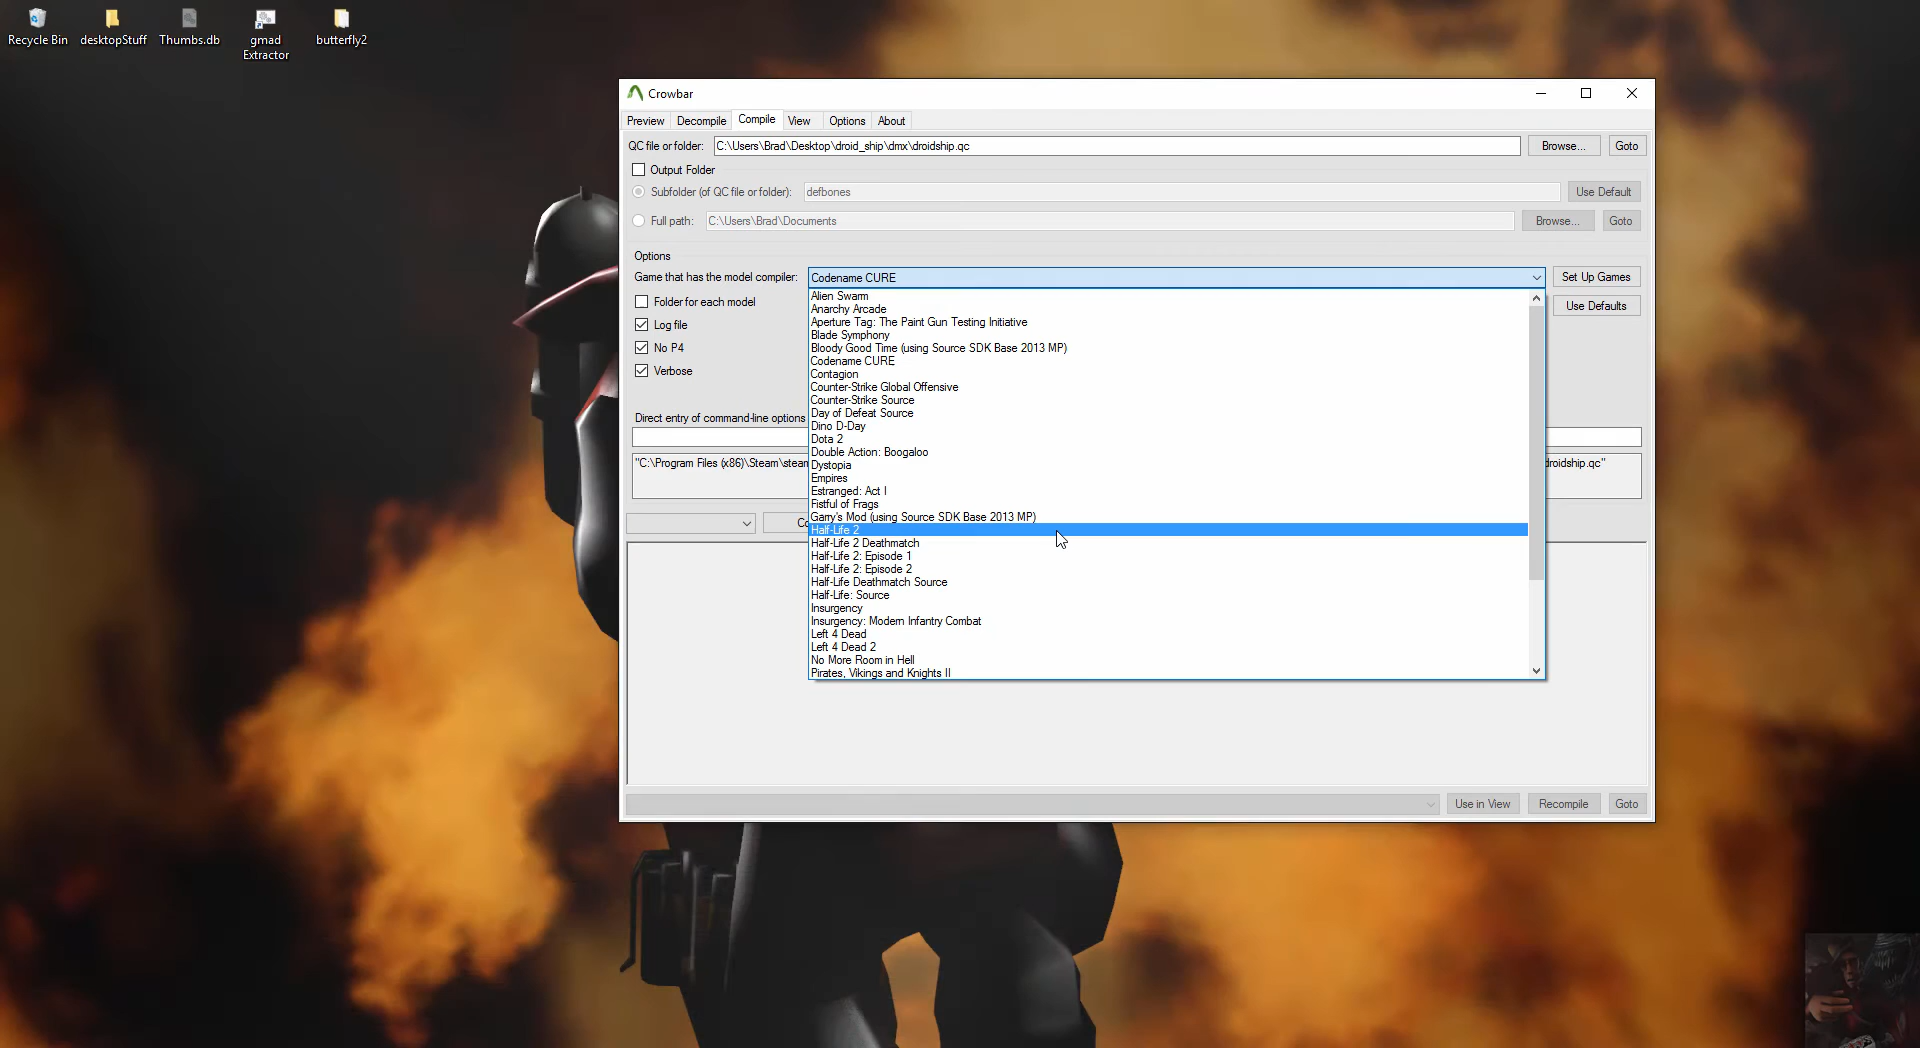 Recycle Bin
desktopStuff
Thumbs.db
gmad
Extractor
butterfly2
Crowbar
Preview
Decompile
Compile
View
Options
About
QC file or folder:
C:\Users\Brad\Desktop\droid_ship\dmx\droidship.qc
Browse...
Goto
Output Folder
Subfolder (of QC file or folder):
defbones
Use Default
Full path:
C:\Users\Brad\Documents
Browse...
Goto
Options
Game that has the model compiler:
Codename CURE
Set Up Games
Folder for each model
Use Defaults
Log file
No P4
Verbose
Direct entry of command-line options
"C:\Program Files (x86)\Steam\steam
droidship.qc"
Co
Alien Swarm
Anarchy Arcade
Aperture Tag: The Paint Gun Testing Initiative
Blade Symphony
Bloody Good Time (using Source SDK Base 2013 MP)
Codename CURE
Contagion
Counter-Strike Global Offensive
Counter-Strike Source
Day of Defeat Source
Dino D-Day
Dota 2
Double Action: Boogaloo
Dystopia
Empires
Estranged: Act I
Fistful of Frags
Garry's Mod (using Source SDK Base 2013 MP)
Half-Life 2
Half-Life 2 Deathmatch
Half-Life 2: Episode 1
Half-Life 2: Episode 2
Half-Life Deathmatch Source
Half-Life: Source
Insurgency
Insurgency: Modern Infantry Combat
Left 4 Dead
Left 4 Dead 2
No More Room in Hell
Pirates, Vikings and Knights II
Use in View
Recompile
Goto